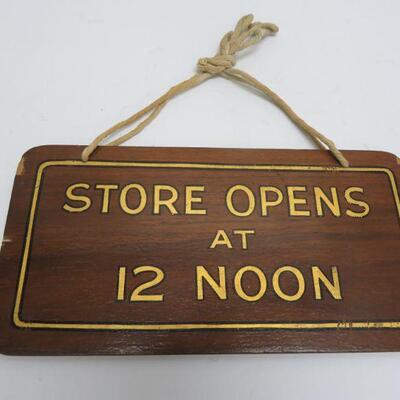 STORE OPENS
AT
12 NOON